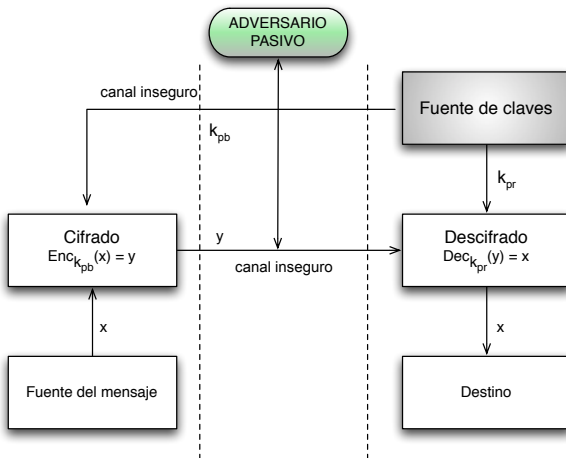 ADVERSARIO
PASIVO
canal inseguro
Fuente de claves
k_pb
k_pr
Cifrado
Enc_k_pb(x) = y
y
canal inseguro
Descifrado
Dec_k_pr(y) = x
x
x
Fuente del mensaje
Destino